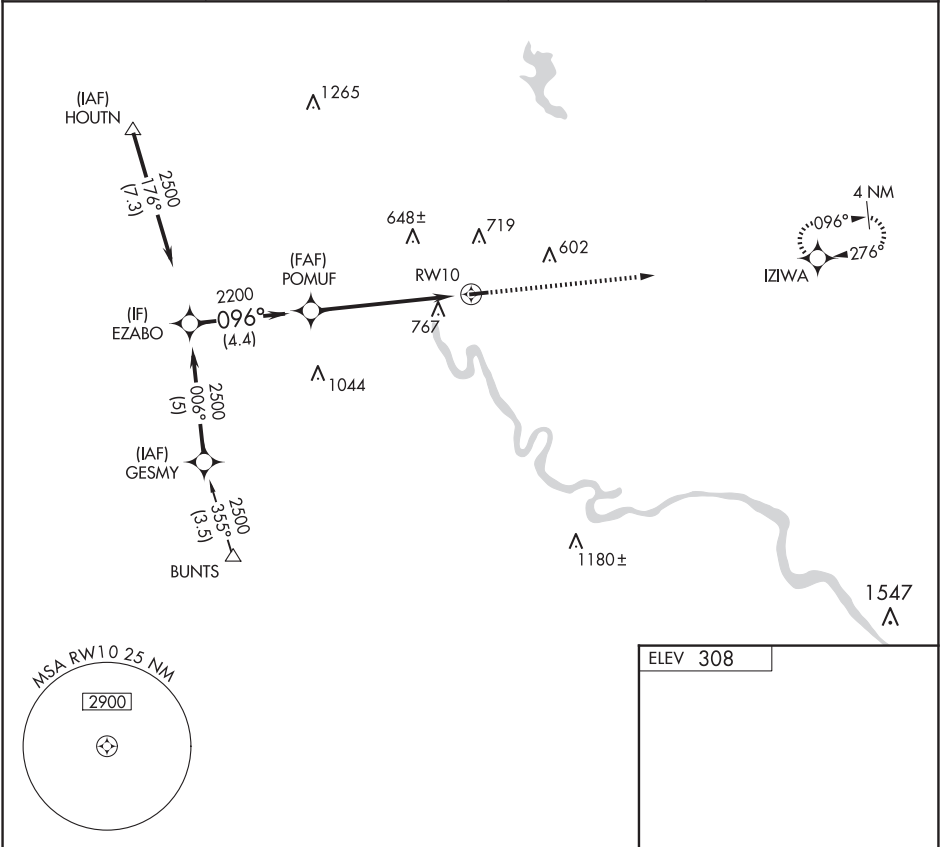 1265
(IAF)
HOUTN
2500
176°
(7.3)
4 NM
096°
276°
IZIWA
648±
719
602
(FAF)
POMUF
RW10
767
2200
096°
(4.4)
(IF)
EZABO
1044
2500
006°
(5)
(IAF)
GESMY
2500
355°
(3.5)
BUNTS
1180±
1547
MSA RW10 25 NM
2900
ELEV 308